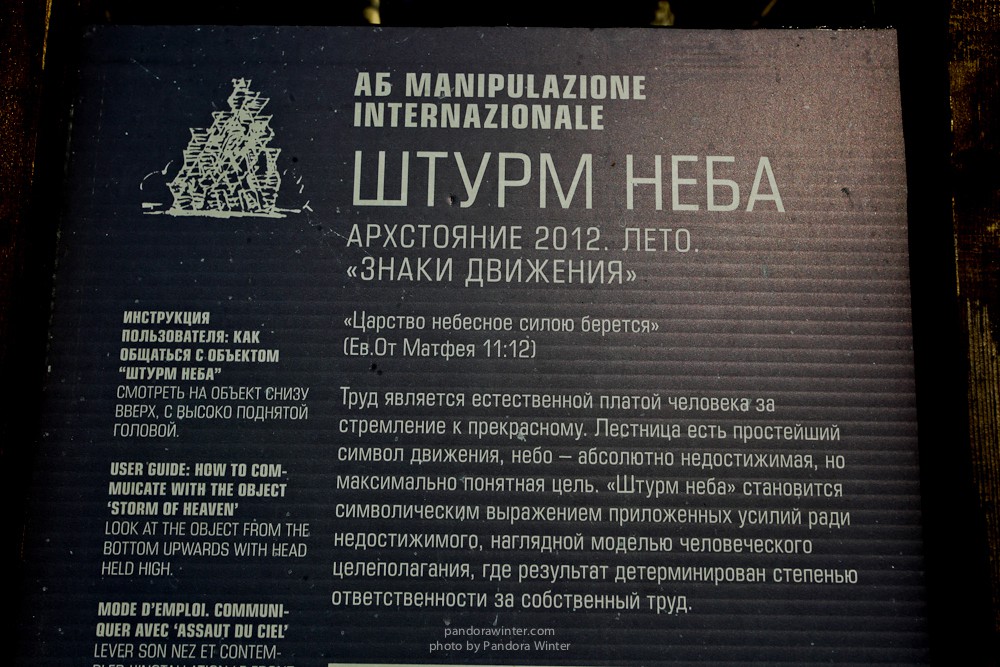 АБ MANIPULAZIONE
INTERNAZIONALE
ШТУРМ НЕБА
АРХСТОЯНИЕ 2012. ЛЕТО.
«ЗНАКИ ДВИЖЕНИЯ»
«Царство небесное силою берется»
(Ев.От Матфея 11:12)
Труд является естественной платой человека за
стремление к прекрасному. Лестница есть простейший
символ движения, небо – абсолютно недостижимая, но
максимально понятная цель. «Штурм неба» становится
символическим выражением приложенных усилий ради
недостижимого, наглядной моделью человеческого
целеполагания, где результат детерминирован степенью
ответственности за собственный труд.
ИНСТРУКЦИЯ
ПОЛЬЗОВАТЕЛЯ: КАК
ОБЩАТЬСЯ С ОБЪЕКТОМ
“ШТУРМ НЕБА”
СМОТРЕТЬ НА ОБЪЕКТ СНИЗУ
ВВЕРХ, С ВЫСОКО ПОДНЯТОЙ
ГОЛОВОЙ.
USER GUIDE: HOW TO COM-
MUICATE WITH THE OBJECT
‘STORM OF HEAVEN’
LOOK AT THE OBJECT FROM THE
BOTTOM UPWARDS WITH HEAD
HELD HIGH.
MODE D’EMPLOI. COMMUNI-
QUER AVEC ‘ASSAUT DU CIEL’
LEVER SON NEZ ET CONTEM-
pandorawinter.com
photo by Pandora Winter